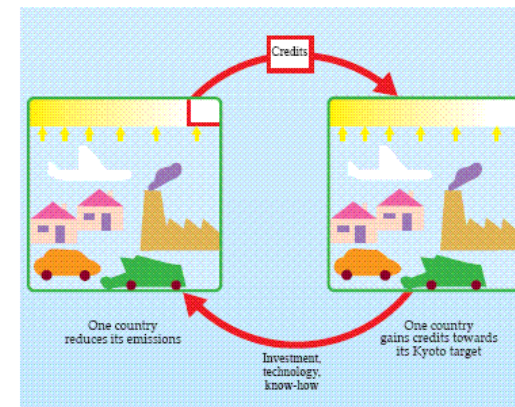 Credits
One country
reduces its emissions
One country
gains credits towards
its Kyoto target
Investment,
technology,
know-how